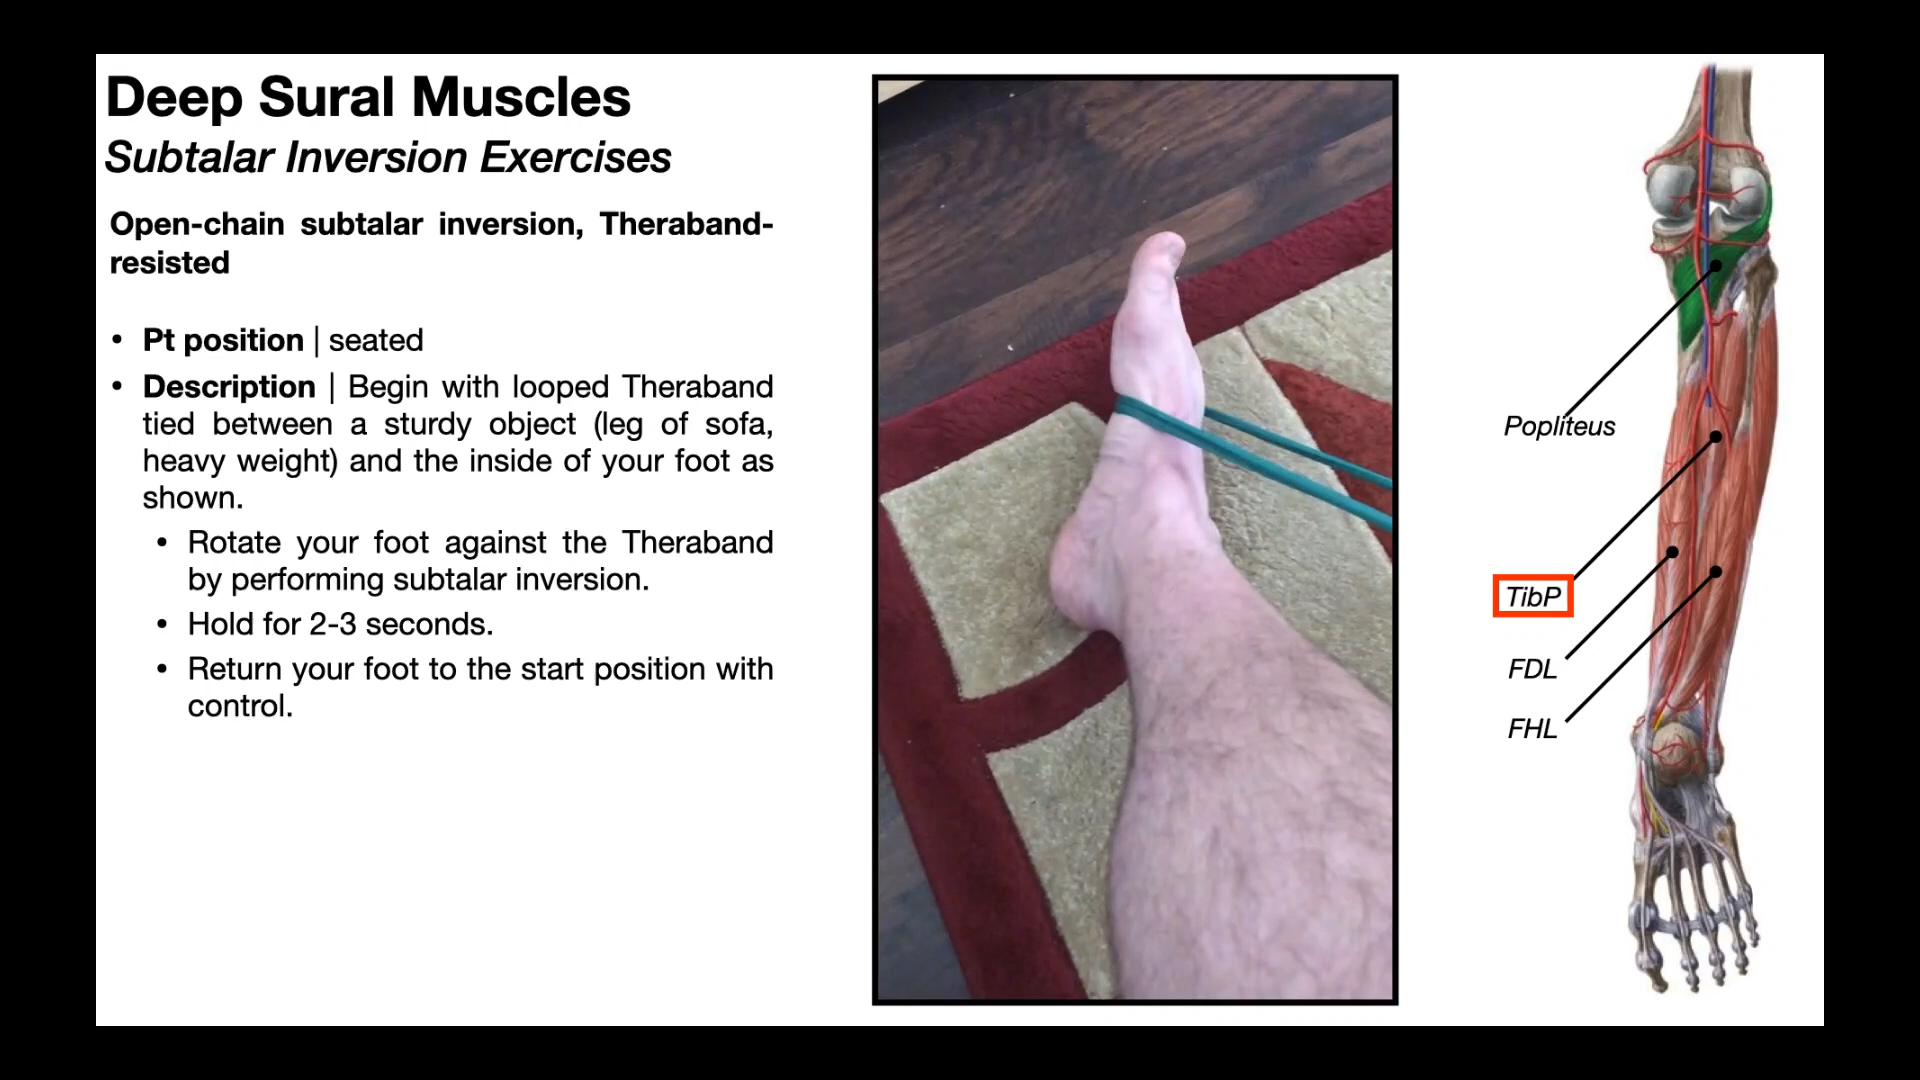 Deep Sural Muscles
Subtalar Inversion Exercises
Open-chain subtalar inversion, Theraband-
resisted
• Pt position | seated
• Description | Begin with looped Theraband
tied between a sturdy object (leg of sofa,
heavy weight) and the inside of your foot as
shown.
• Rotate your foot against the Theraband
by performing subtalar inversion.
• Hold for 2-3 seconds.
• Return your foot to the start position with
control.
Popliteus
TibP
FDL
FHL